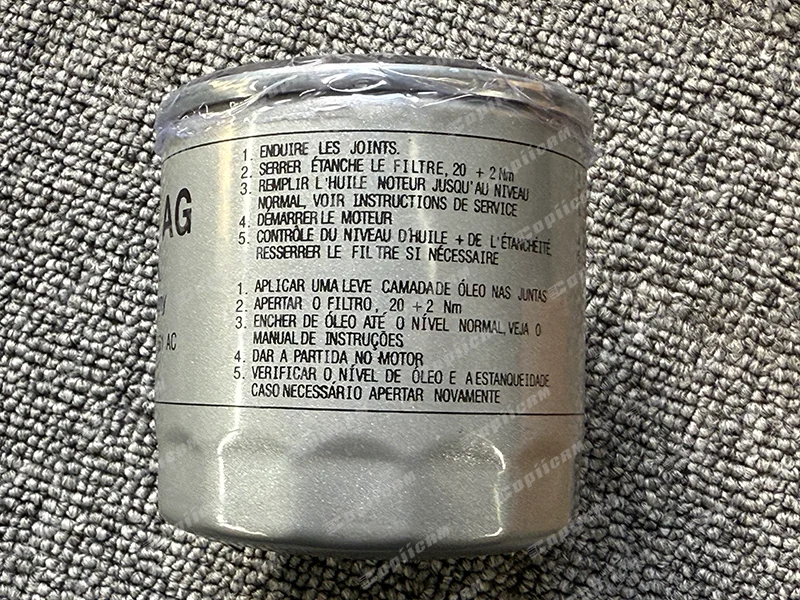 AG
AC
1. ENDUIRE LES JOINTS.
2. SERRER ÉTANCHE LE FILTRE, 20 + 2 Nm
3. REMPLIR L'HUILE NOTEUR JUSQU'AU NIVEAU
NORMAL, VOIR INSTRUCTIONS DE SERVICE
4. DÉMARRER LE MOTEUR
5. CONTRÔLE DU NIVEAU D'HUILE + DE L'ÉTANCHÉITÉ,
RESSERRER LE FILTRE SI NÉCESSAIRE
1. APLICAR UMA LEVE CAMADA DE ÓLEO NAS JUNTAS
2. APERTAR O FILTRO, 20 + 2 Nm
3. ENCHER DE ÓLEO ATÉ O NÍVEL NORMAL, VEJA O
MANUAL DE INSTRUÇÕES
4. DAR A PARTIDA NO MOTOR
5. VERIFICAR O NÍVEL DE ÓLEO E A ESTANQUEIDADE
CASO NECESSÁRIO APERTAR NOVAMENTE
Copiicam